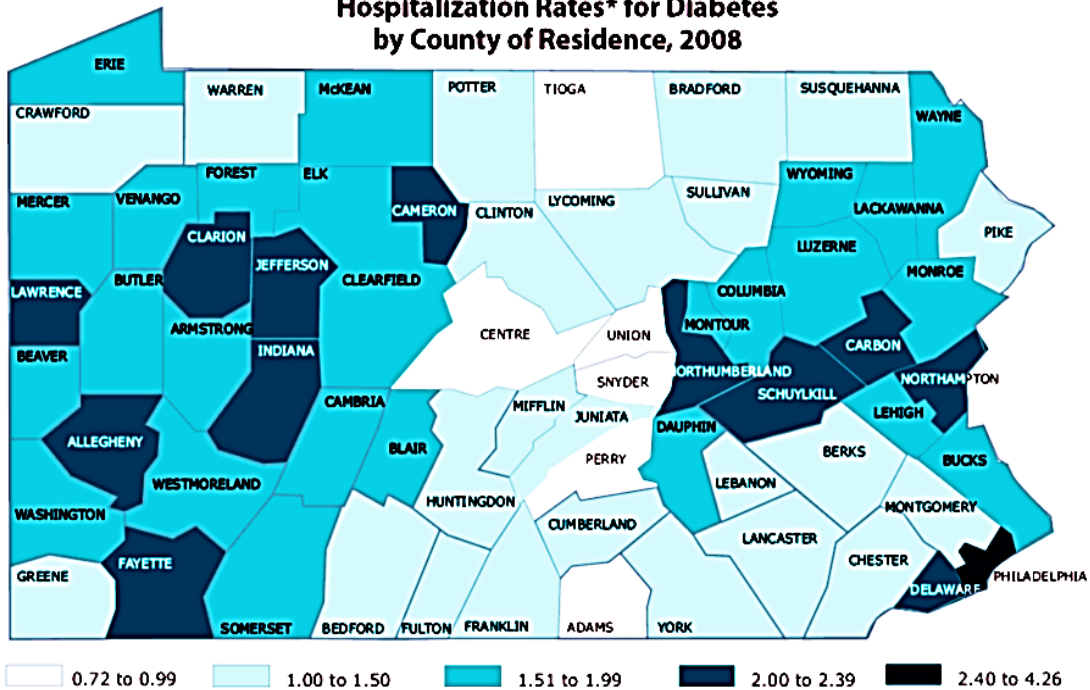 Hospitalization Rates* for Diabetes
by County of Residence, 2008
ERIE
WARREN
McKEAN
POTTER
TIOGA
BRADFORD
SUSQUEHANNA
CRAWFORD
WAYNE
FOREST
ELK
WYOMING
MERCER
VENANGO
SULLIVAN
LYCOMING
CAMERON
CLINTON
LACKAWANNA
CLARION
PIKE
LUZERNE
JEFFERSON
MONROE
BUTLER
CLEARFIELD
LAWRENCE
COLUMBIA
ARMSTRONG
MONTOUR
CENTRE
UNION
CARBON
INDIANA
BEAVER
ORTHUMBERLAND
NORTHAMPTON
SNYDER
SCHUYLKILL
CAMBRIA
MIFFLIN
LEHIGH
JUNIATA
DAUPHIN
ALLEGHENY
BLAIR
BERKS
PERRY
BUCKS
WESTMORELAND
LEBANON
HUNTINGDON
MONTGOMERY
WASHINGTON
CUMBERLAND
LANCASTER
CHESTER
FAYETTE
GREENE
PHILADELPHIA
DELAWARE
SOMERSET
BEDFORD
FULTON
FRANKLIN
ADAMS
YORK
0.72 to 0.99
1.00 to 1.50
1.51 to 1.99
2.00 to 2.39
2.40 to 4.26